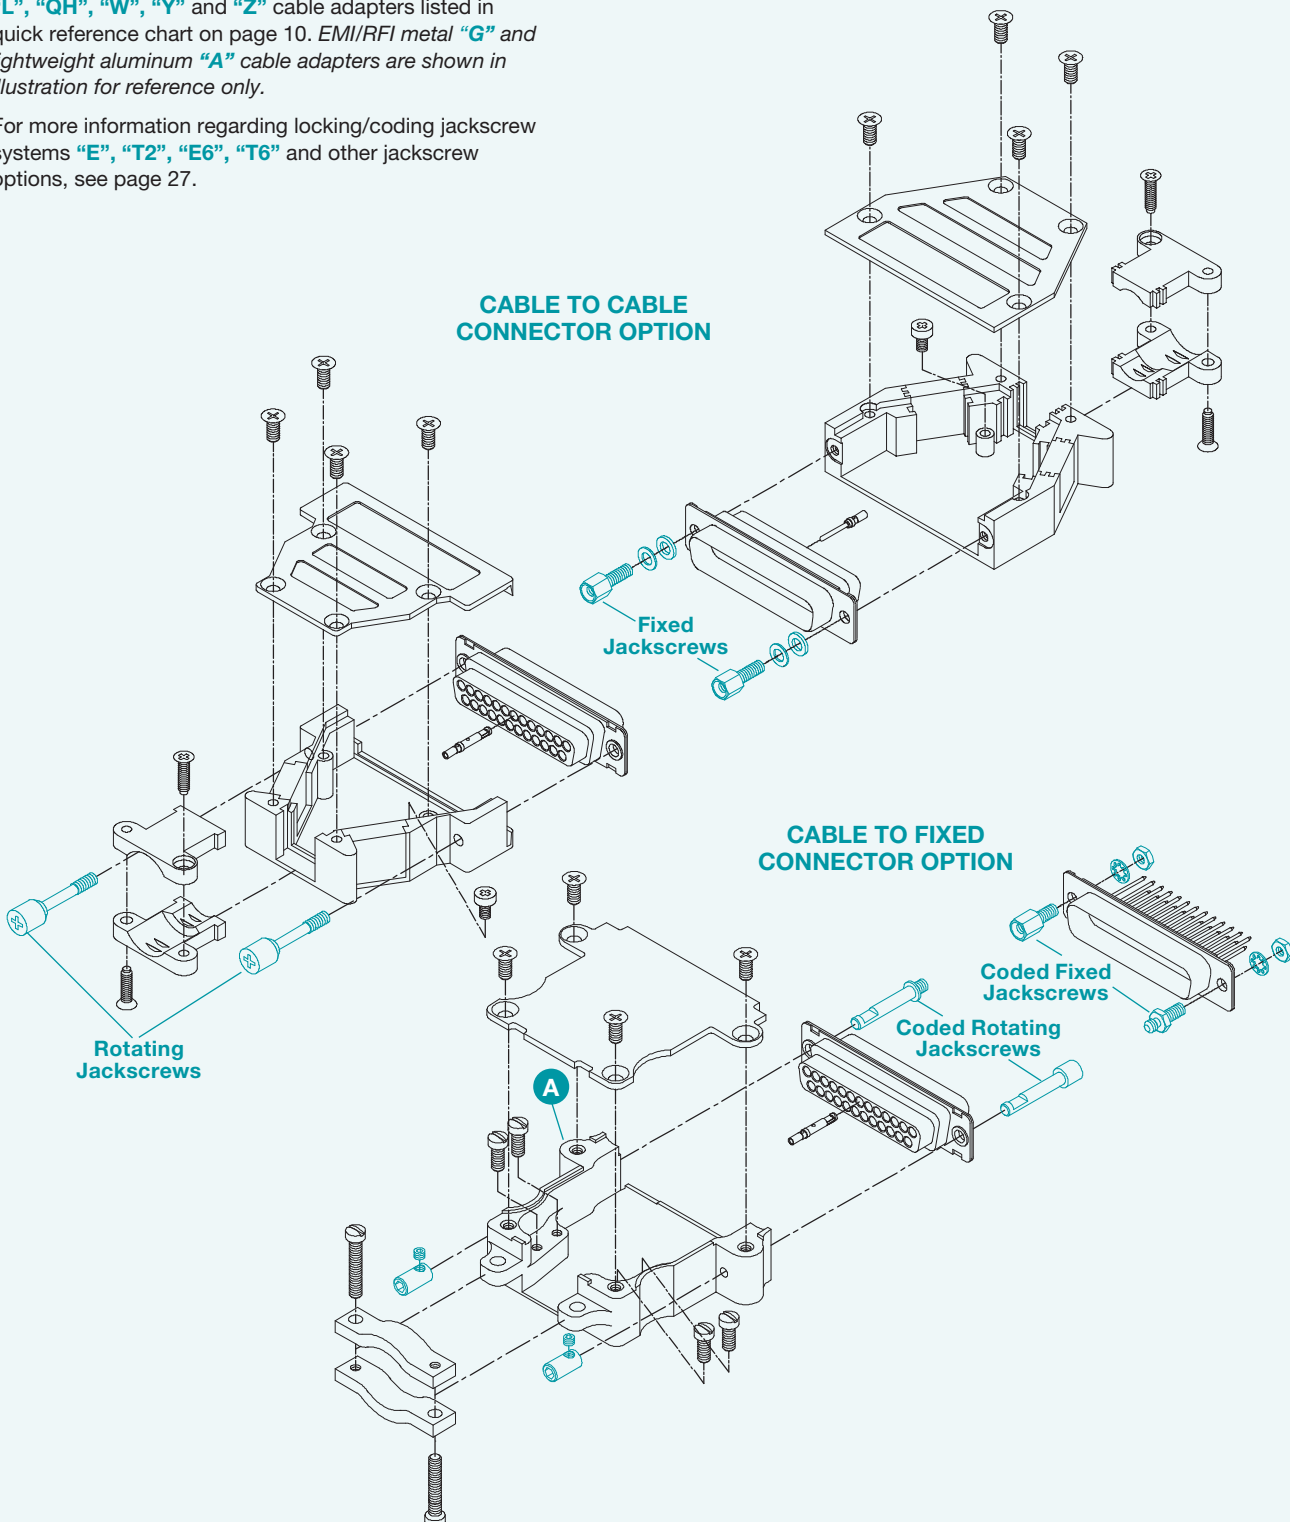 L”, “QH”, “W”, “Y” and “Z” cable adapters listed in
quick reference chart on page 10. EMI/RFI metal “G” and
ightweight aluminum “A” cable adapters are shown in
llustration for reference only.
For more information regarding locking/coding jackscrew
systems “E”, “T2”, “E6”, “T6” and other jackscrew
options, see page 27.
CABLE TO CABLE
CONNECTOR OPTION
Fixed
Jackscrews
CABLE TO FIXED
CONNECTOR OPTION
Coded Fixed
Jackscrews
Coded Rotating
Jackscrews
Rotating
Jackscrews
A